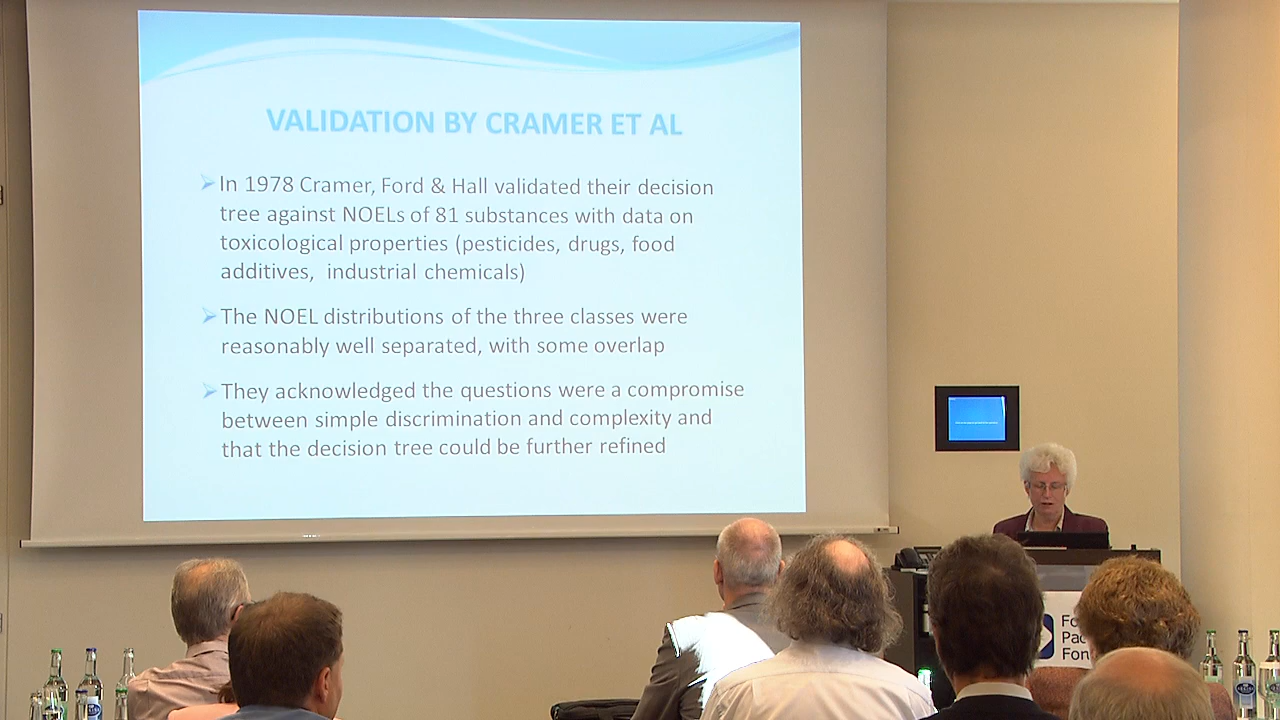 VALIDATION BY CRAMER ET AL
In 1978 Cramer, Ford & Hall validated their decision
tree against NOELs of 81 substances with data on
toxicological properties (pesticides, drugs, food
additives, industrial chemicals)
The NOEL distributions of the three classes were
reasonably well separated, with some overlap
They acknowledged the questions were a compromise
between simple discrimination and complexity and
that the decision tree could be further refined